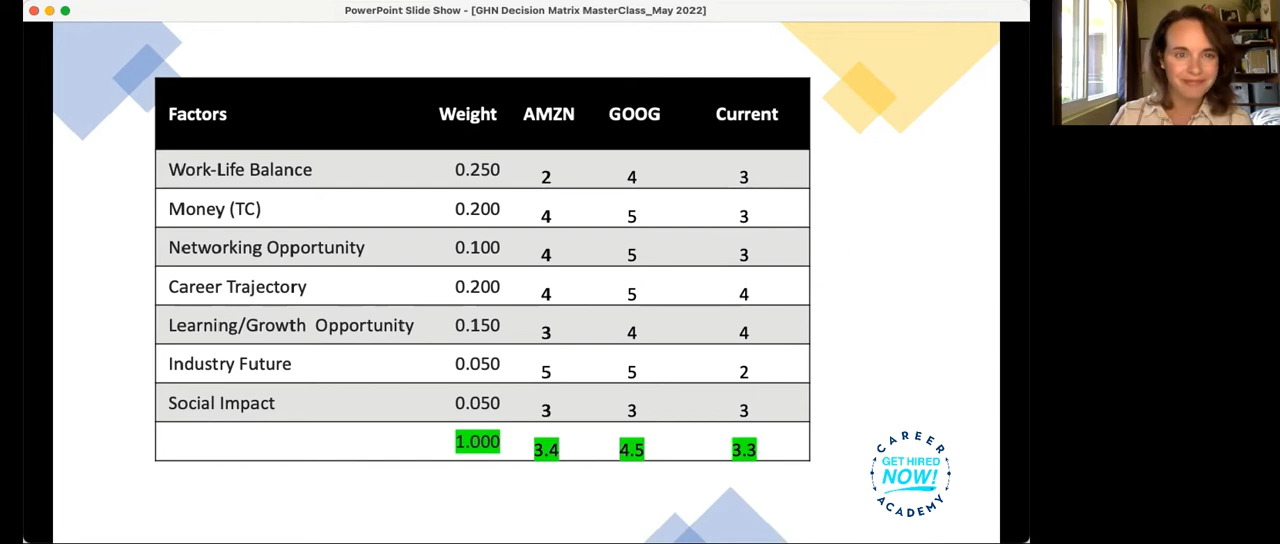 PowerPoint Slide Show - [GHN Decision Matrix MasterClass_May 2022]
Factors Weight AMZN GOOG Current
Work-Life Balance 0.250 2 4 3
Money (TC) 0.200 4 5 3
Networking Opportunity 0.100 4 5 3
Career Trajectory 0.200 4 5 4
Learning/Growth Opportunity 0.150 3 4 4
Industry Future 0.050 5 5 2
Social Impact 0.050 3 3 3
1.000 3.4 4.5 3.3
CAREER
GET HIRED
NOW!
ACADEMY